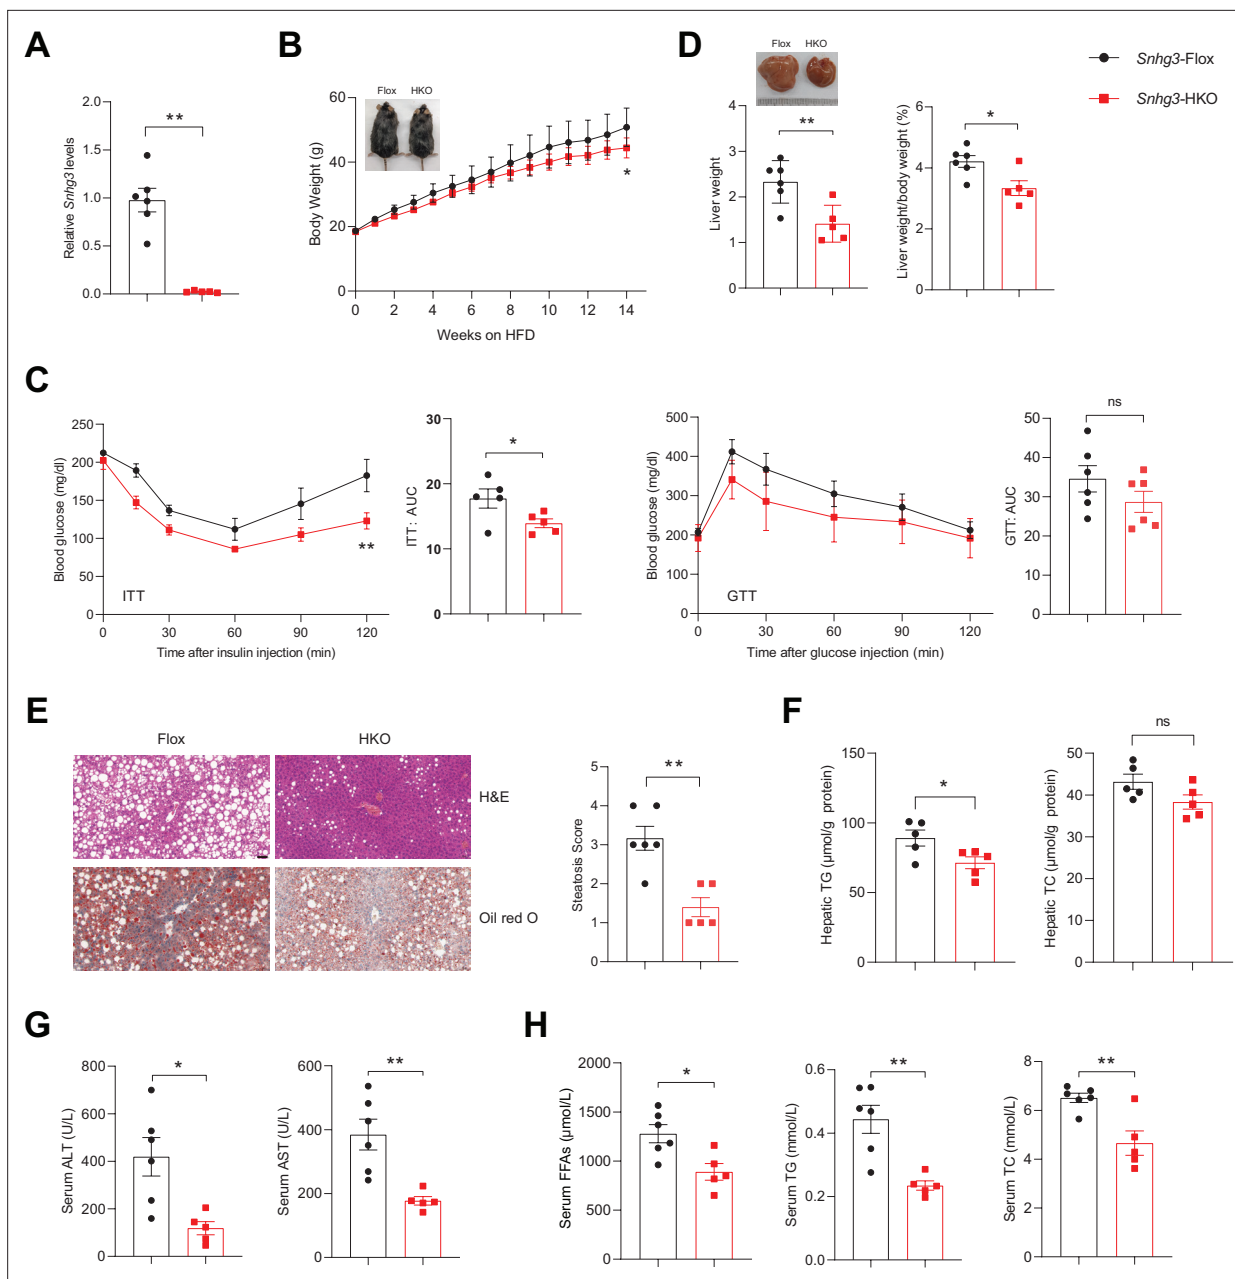 A
Relative Snhg3 levels
2.0
1.5
1.0
0.5
0.0
**
B
Flox HKO
Body Weight (g)
60
40
20
0
*
0 2 4 6 8 10 12 14
Weeks on HFD
D
Flox HKO
Liver weight
4
3
2
1
0
**
Liver weight/body weight (%)
6
4
2
0
*
Snhg3-Flox
Snhg3-HKO
C
Blood glucose (mg/dl)
250
200
150
100
50
0
**
ITT
0 30 60 90 120
Time after insulin injection (min)
ITT: AUC
30
20
10
0
*
Blood glucose (mg/dl)
500
400
300
200
100
0
GTT
0 30 60 90 120
Time after glucose injection (min)
GTT: AUC
50
40
30
20
10
0
ns
E
Flox HKO
H&E
Oil red O
Steatosis Score
5
4
3
2
1
0
**
F
Hepatic TG (μmol/g protein)
150
100
50
0
*
Hepatic TC (μmol/g protein)
50
40
30
20
10
0
ns
G
Serum ALT (U/L)
800
600
400
200
0
*
Serum AST (U/L)
600
400
200
0
**
H
Serum FFAs (μmol/L)
2000
1500
1000
500
0
*
Serum TG (mmol/L)
0.6
0.4
0.2
0.0
**
Serum TC (mmol/L)
8
6
4
2
0
**